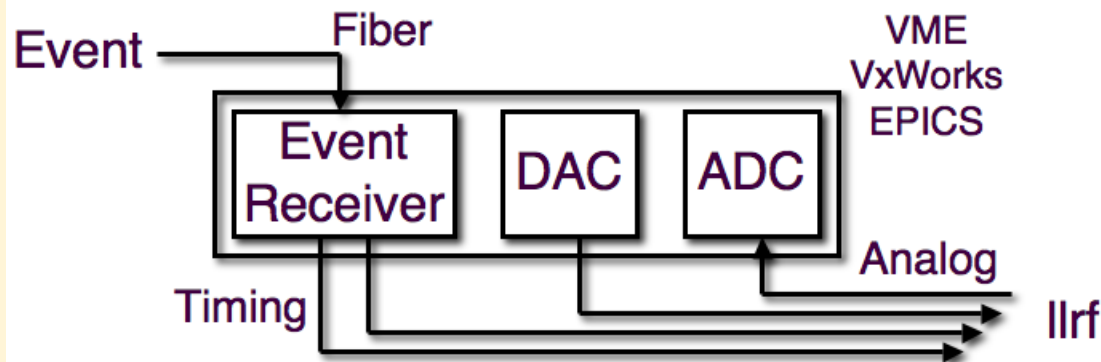 Event
Fiber
VME
VxWorks
EPICS
Event
Receiver
DAC
ADC
Analog
Timing
llrf